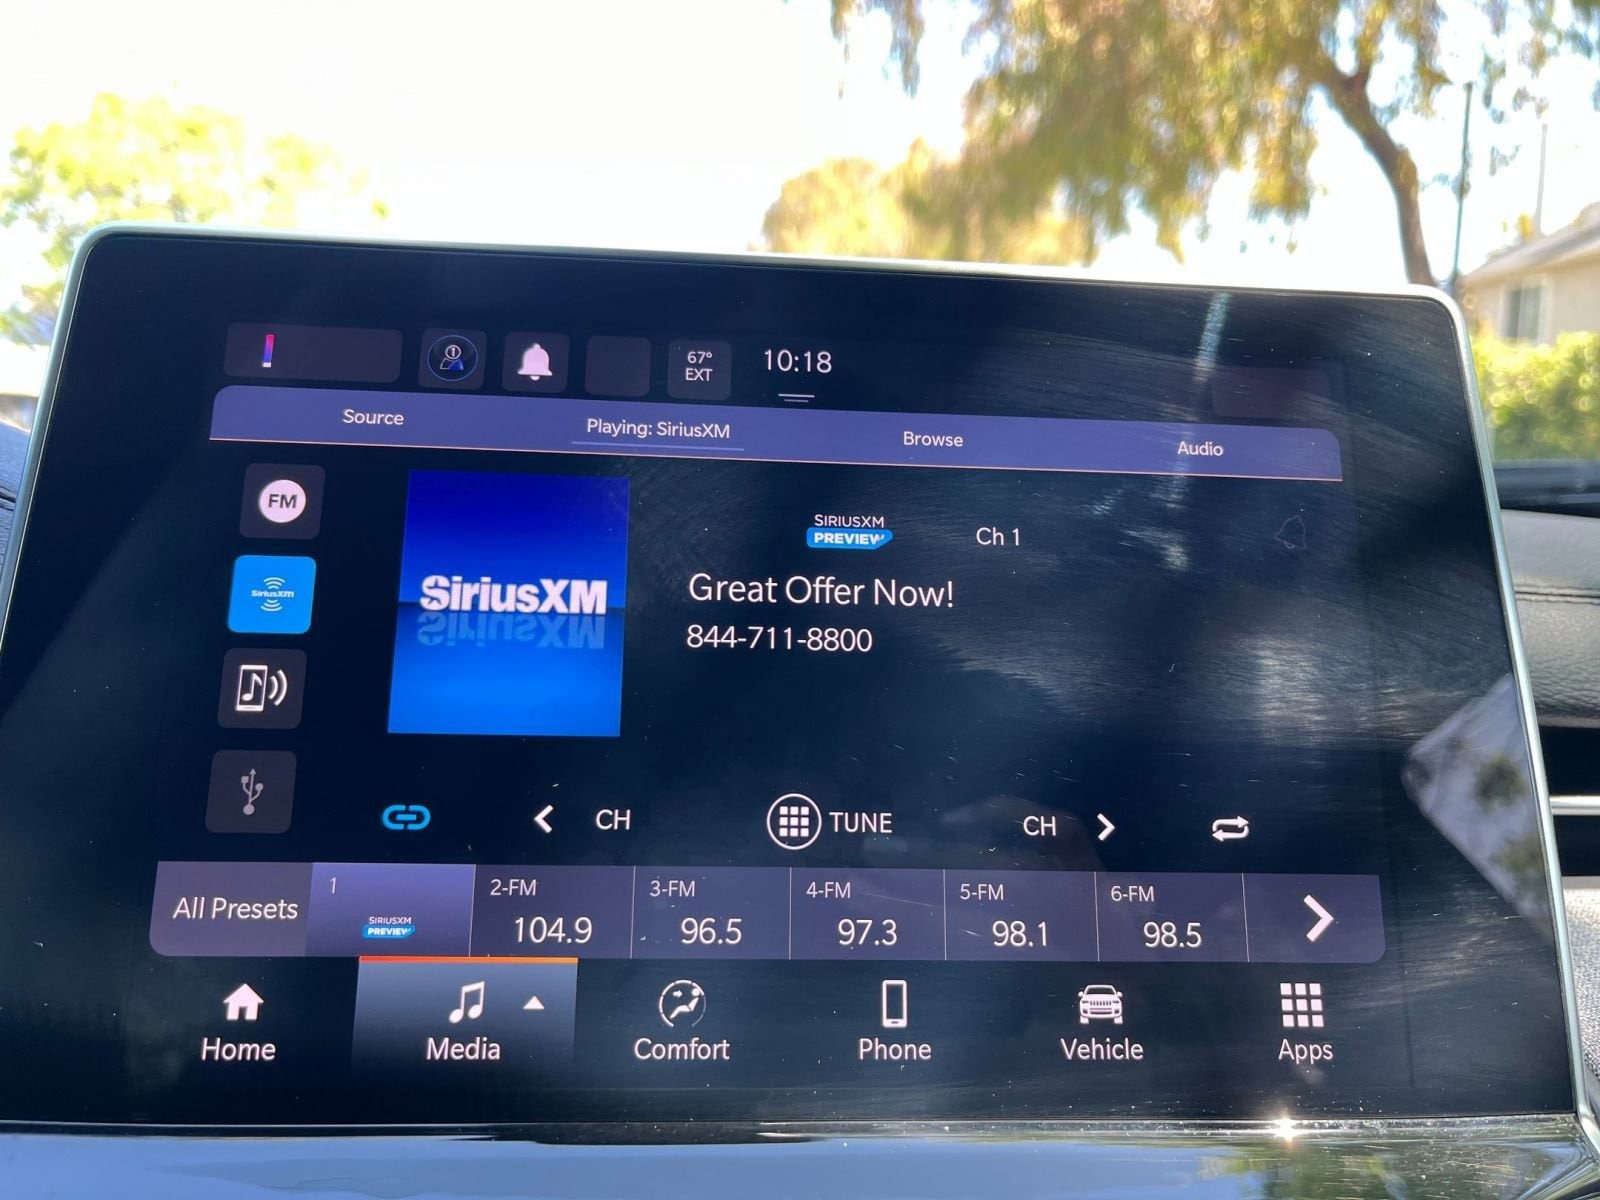 1
67°
EXT
10:18
Source
Playing: SiriusXM
Browse
Audio
FM
SiriusXM
SiriusXM
SIRIUSXM
PREVIEW
Ch 1
Great Offer Now!
844-711-8800
CH
TUNE
CH
All Presets
1
SIRIUSXM
PREVIEW
2-FM
104.9
3-FM
96.5
4-FM
97.3
5-FM
98.1
6-FM
98.5
Home
Media
Comfort
Phone
Vehicle
Apps